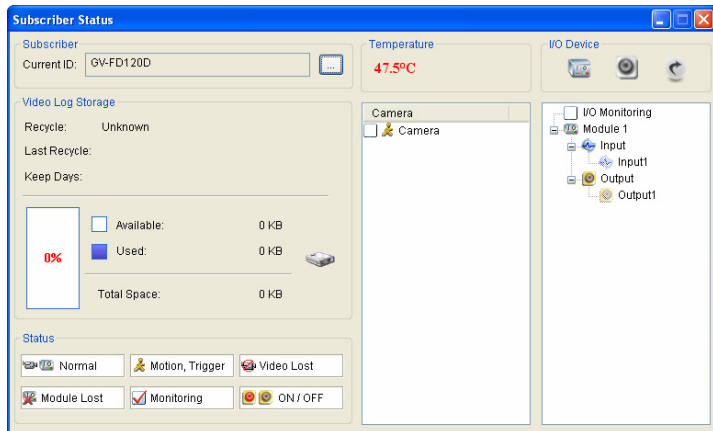 Subscriber Status
Subscriber
Current ID: GV-FD120D ...
Temperature
47.5ºC
I/O Device
Video Log Storage
Recycle: Unknown
Last Recycle:
Keep Days:
0%
Available: 0 KB
Used: 0 KB
Total Space: 0 KB
Camera
Camera
I/O Monitoring
Module 1
Input
Input1
Output
Output1
Status
Normal
Motion, Trigger
Video Lost
Module Lost
Monitoring
ON / OFF